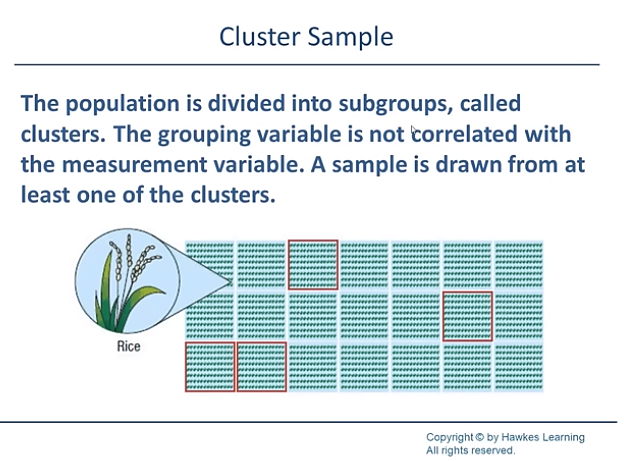 Cluster Sample
The population is divided into subgroups, called
clusters. The grouping variable is not correlated with
the measurement variable. A sample is drawn from at
least one of the clusters.
Rice
Copyright © by Hawkes Learning
All rights reserved.